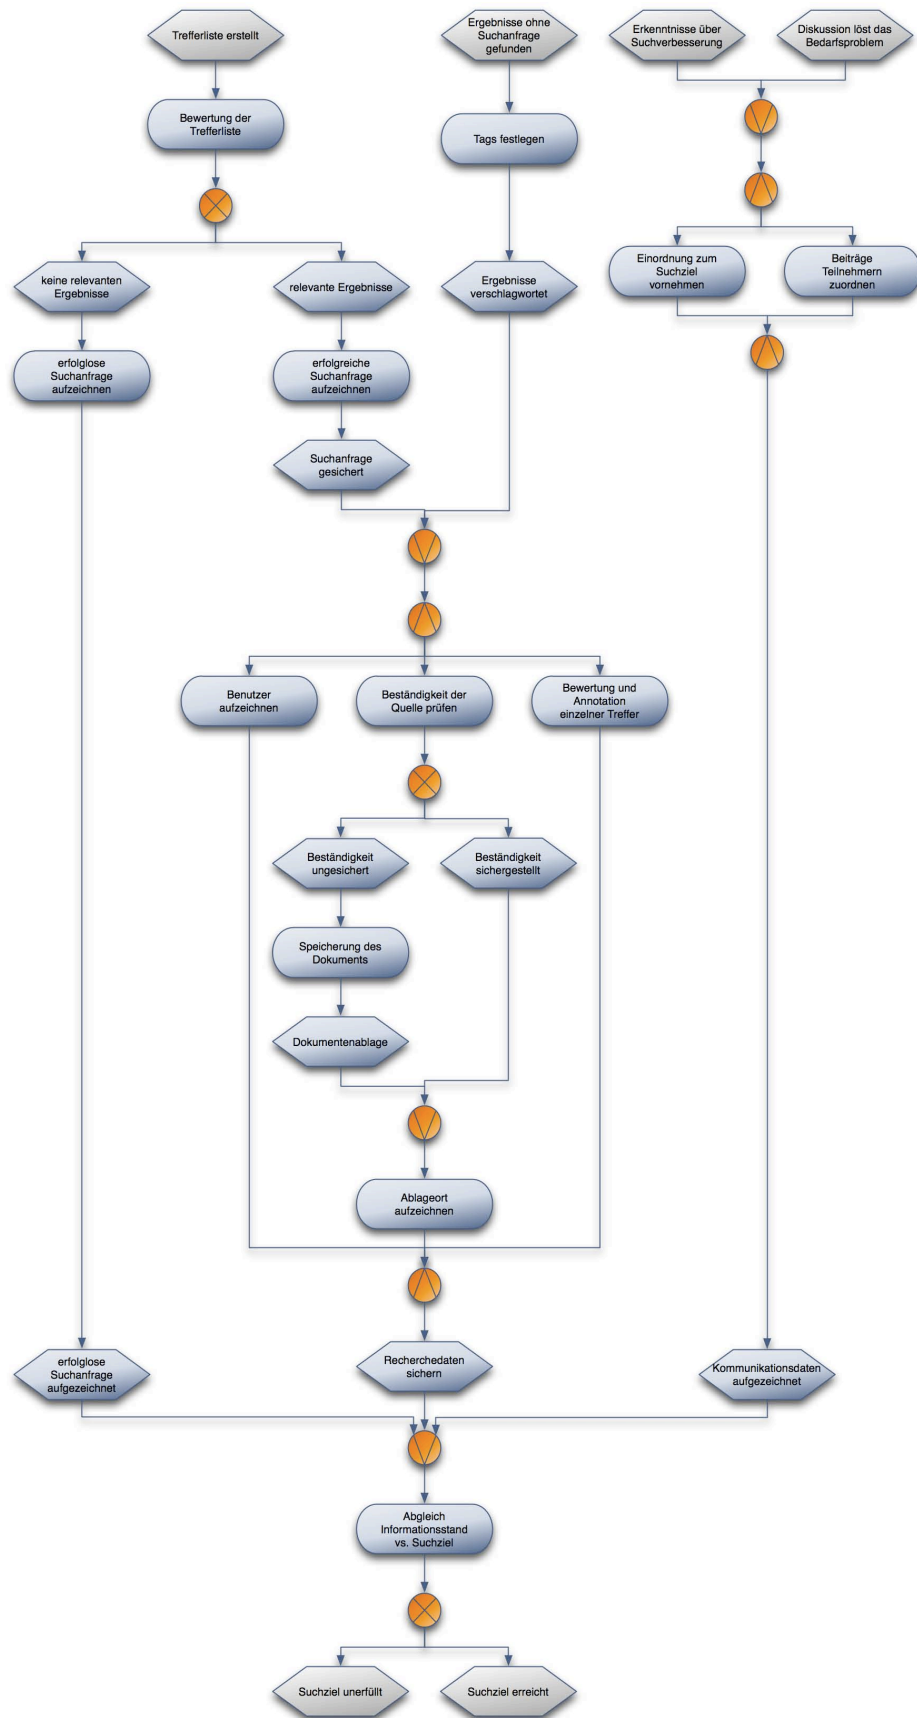 Trefferliste erstellt
Ergebnisse ohne
Suchanfrage
gefunden
Erkenntnisse über
Suchverbesserung
Diskussion löst das
Bedarfsproblem
Bewertung der
Trefferliste
Tags festlegen
keine relevanten
Ergebnisse
relevante Ergebnisse
Ergebnisse
verschlagwortet
Einordnung zum
Suchziel
vornehmen
Beiträge
Teilnehmern
zuordnen
erfolglose
Suchanfrage
aufzeichnen
erfolgreiche
Suchanfrage
aufzeichnen
Suchanfrage
gesichert
Benutzer
aufzeichnen
Beständigkeit der
Quelle prüfen
Bewertung und
Annotation
einzelner Treffer
Beständigkeit
ungesichert
Beständigkeit
sichergestellt
Speicherung des
Dokuments
Dokumentenablage
Ablageort
aufzeichnen
erfolglose
Suchanfrage
aufgezeichnet
Recherchedaten
sichern
Kommunikationsdaten
aufgezeichnet
Abgleich
Informationsstand
vs. Suchziel
Suchziel unerfüllt
Suchziel erreicht